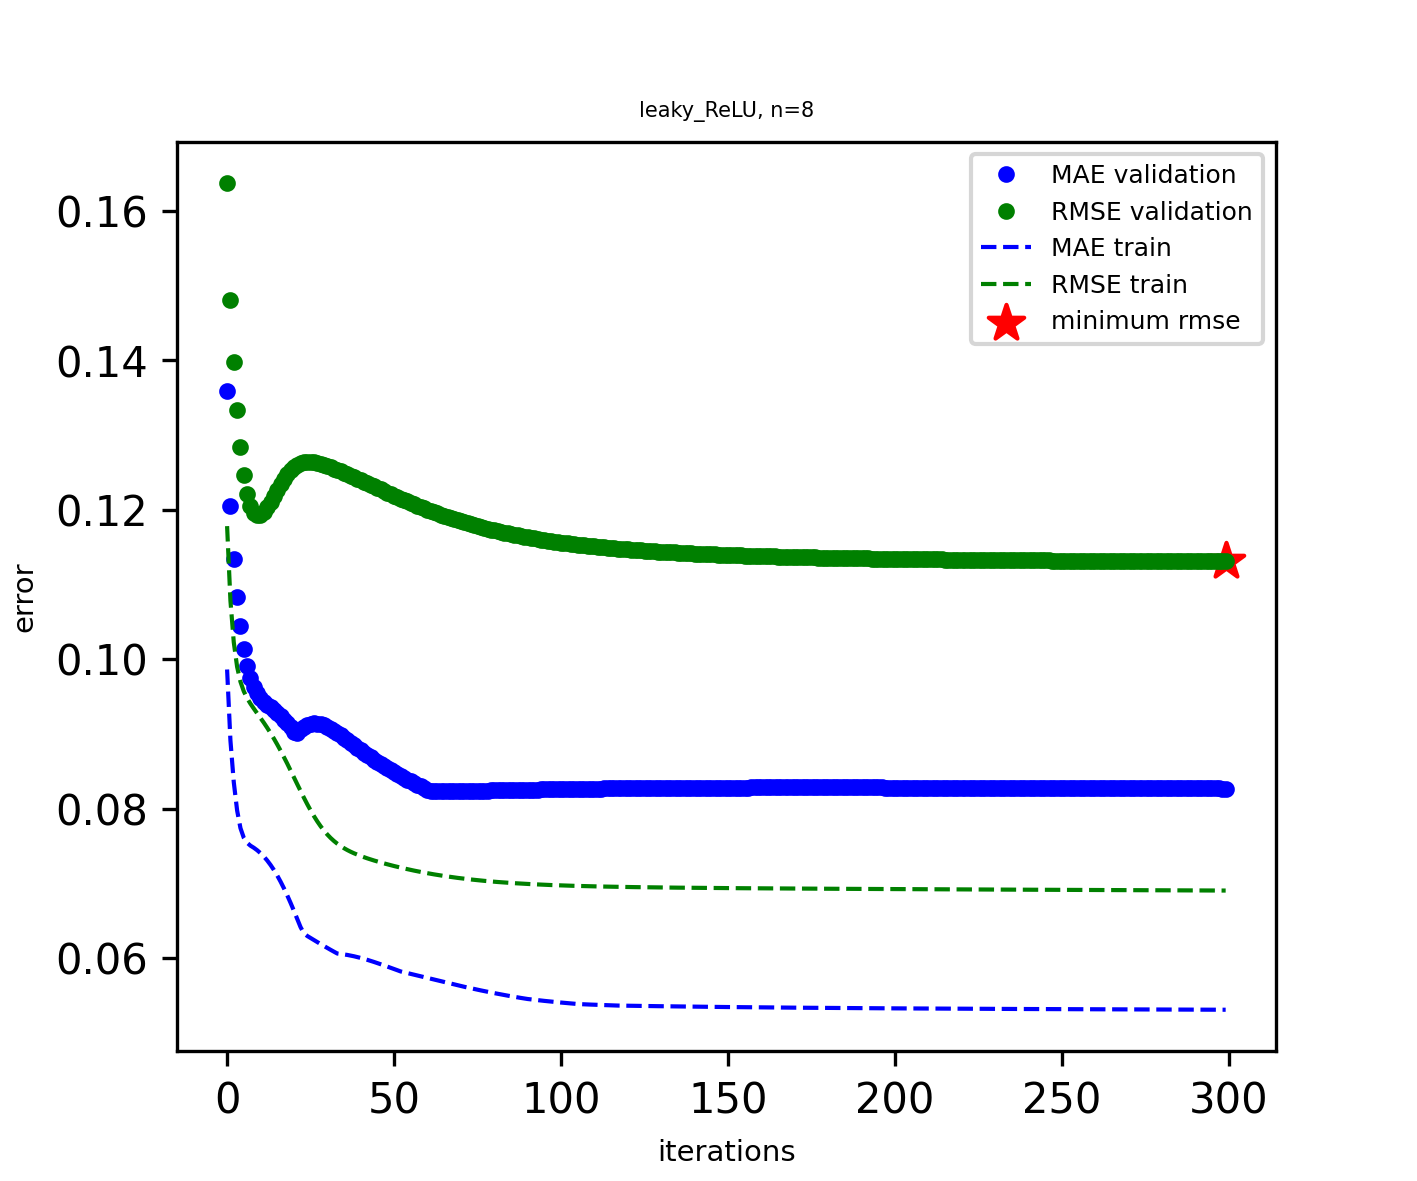 leaky_ReLU, n=8
MAE validation
RMSE validation
MAE train
RMSE train
minimum rmse
0.16
0.14
0.12
0.10
0.08
0.06
error
0 50 100 150 200 250 300
iterations